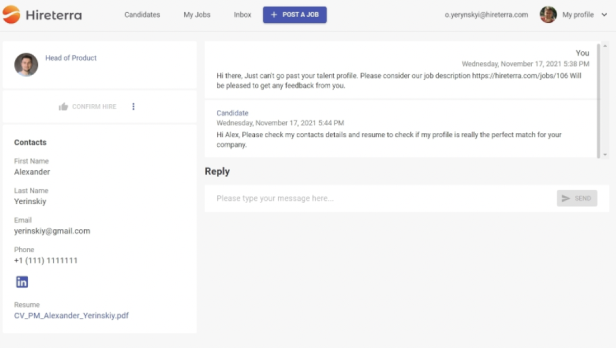 Hireterra
Candidates
My Jobs
Inbox
+ POST A JOB
o.yerynskyi@hireterra.com
My profile
Head of Product
CONFIRM HIRE
Contacts
First Name
Alexander
Last Name
Yerinskiy
Email
yerinskiy@gmail.com
Phone
+1 (111) 1111111
in
Resume
CV_PM_Alexander_Yerinskiy.pdf
You
Wednesday, November 17, 2021 5:38 PM
Hi there, Just can't go past your talent profile. Please consider our job description https://hireterra.com/jobs/106 Will
be pleased to get any feedback from you.
Candidate
Wednesday, November 17, 2021 5:44 PM
Hi Alex, Please check my contacts details and resume to check if my profile is really the perfect match for your
company.
Reply
Please type your message here...
SEND